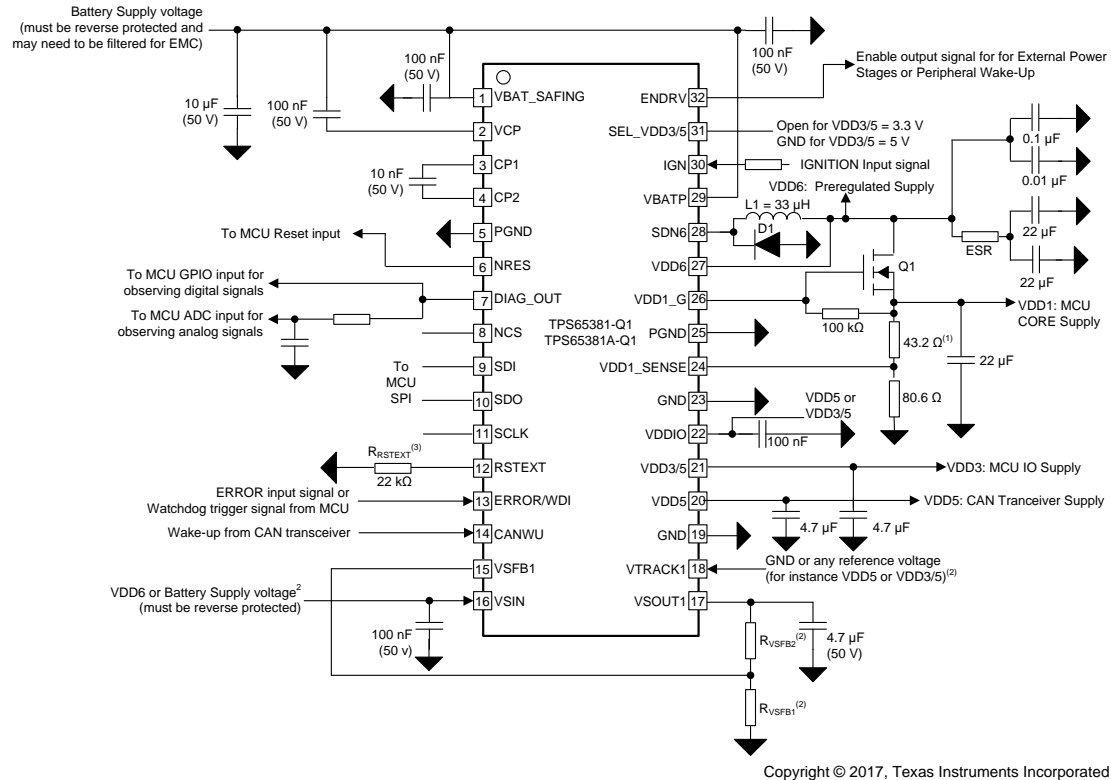 Battery Supply voltage
(must be reverse protected and
may need to be filtered for EMC)
10 µF
(50 V)
100 nF
(50 V)
100 nF
(50 V)
100 nF
(50 V)
Enable output signal for for External Power
Stages or Peripheral Wake-Up
Open for VDD3/5 = 3.3 V
GND for VDD3/5 = 5 V
IGNITION Input signal
VDD6: Preregulated Supply
L1 = 33 µH
D1
0.1 µF
0.01 µF
22 µF
ESR
22 µF
Q1
VDD1: MCU
CORE Supply
100 kΩ
43.2 Ω(1)
22 µF
80.6 Ω
VDD5 or
VDD3/5
100 nF
VDD3: MCU IO Supply
VDD5: CAN Tranceiver Supply
4.7 µF
4.7 µF
GND or any reference voltage
(for instance VDD5 or VDD3/5)(2)
RVSFB2(2)
4.7 µF
(50 V)
RVSFB1(2)
10 nF
(50 V)
To MCU Reset input
To MCU GPIO input for
observing digital signals
To MCU ADC input for
observing analog signals
To
MCU
SPI
RRSTEXT(3)
22 kΩ
ERROR input signal or
Watchdog trigger signal from MCU
Wake-up from CAN transceiver
VDD6 or Battery Supply voltage2
(must be reverse protected)
100 nF
(50 v)
1 VBAT_SAFING
2 VCP
3 CP1
4 CP2
5 PGND
6 NRES
7 DIAG_OUT
8 NCS
9 SDI
10 SDO
11 SCLK
12 RSTEXT
13 ERROR/WDI
14 CANWU
15 VSFB1
16 VSIN
TPS65381-Q1
TPS65381A-Q1
ENDRV 32
SEL_VDD3/5 31
IGN 30
VBATP 29
SDN6 28
VDD6 27
VDD1_G 26
PGND 25
VDD1_SENSE 24
GND 23
VDDIO 22
VDD3/5 21
VDD5 20
GND 19
VTRACK1 18
VSOUT1 17
Copyright © 2017, Texas Instruments Incorporated